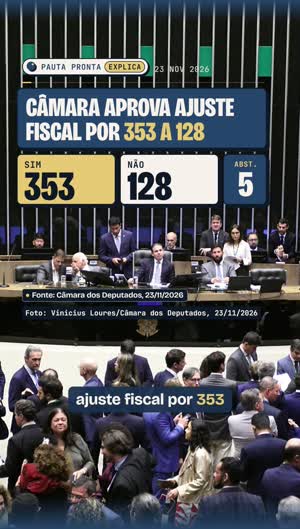 PAUTA PRONTA EXPLICA
23 NOV 2026
CÂMARA APROVA AJUSTE
FISCAL POR 353 A 128
SIM
353
NÃO
128
ABST.
5
Fonte: Câmara dos Deputados, 23/11/2026
Foto: Vinicius Loures/Câmara dos Deputados, 23/11/2026
ajuste fiscal por 353